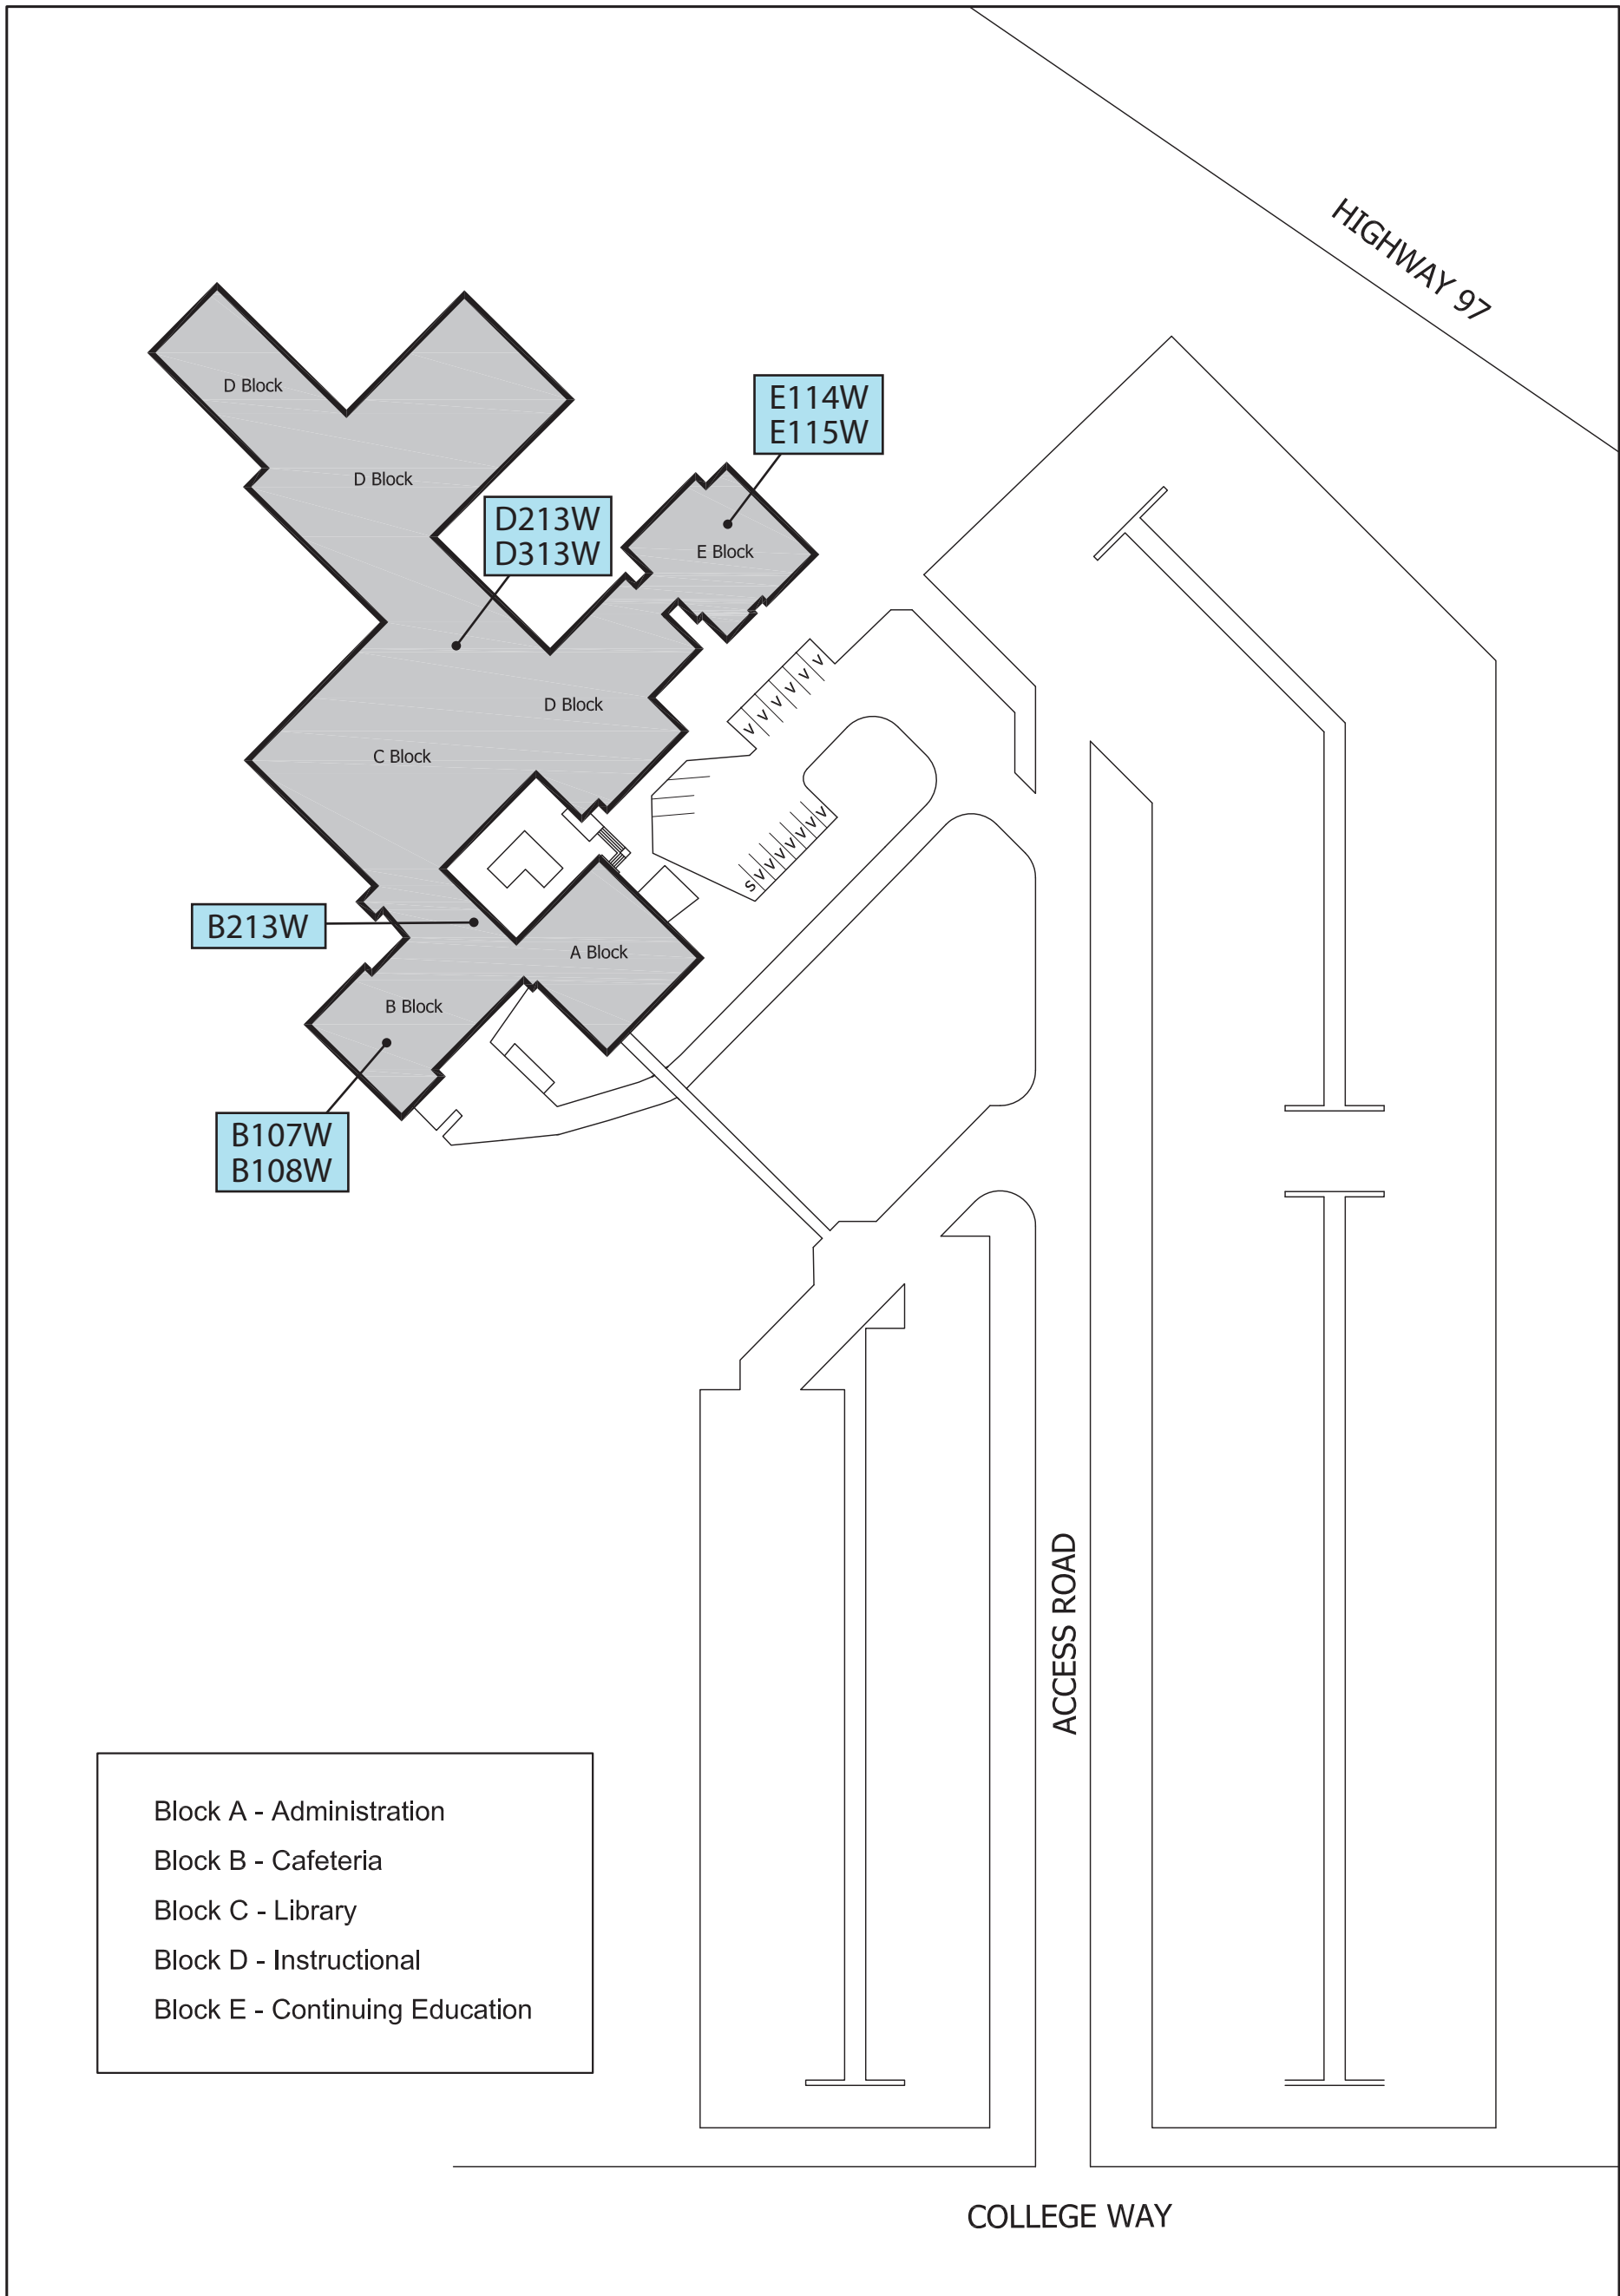 HIGHWAY 97
D Block
E114W
E115W
D Block
D213W
D313W
E Block
V V V V V V
D Block
C Block
S V V V V V V
B213W
A Block
B Block
B107W
B108W
ACCESS ROAD
Block A - Administration
Block B - Cafeteria
Block C - Library
Block D - Instructional
Block E - Continuing Education
COLLEGE WAY